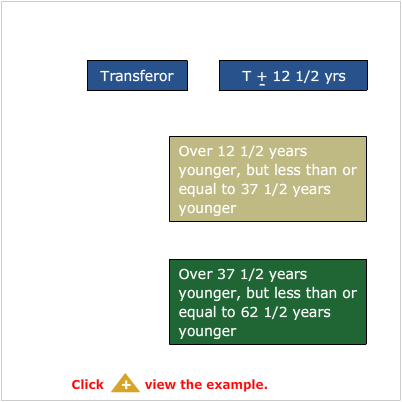 Transferor
T ± 12 1/2 yrs
Over 12 1/2 years
younger, but less than or
equal to 37 1/2 years
younger
Over 37 1/2 years
younger, but less than or
equal to 62 1/2 years
younger
Click + view the example.